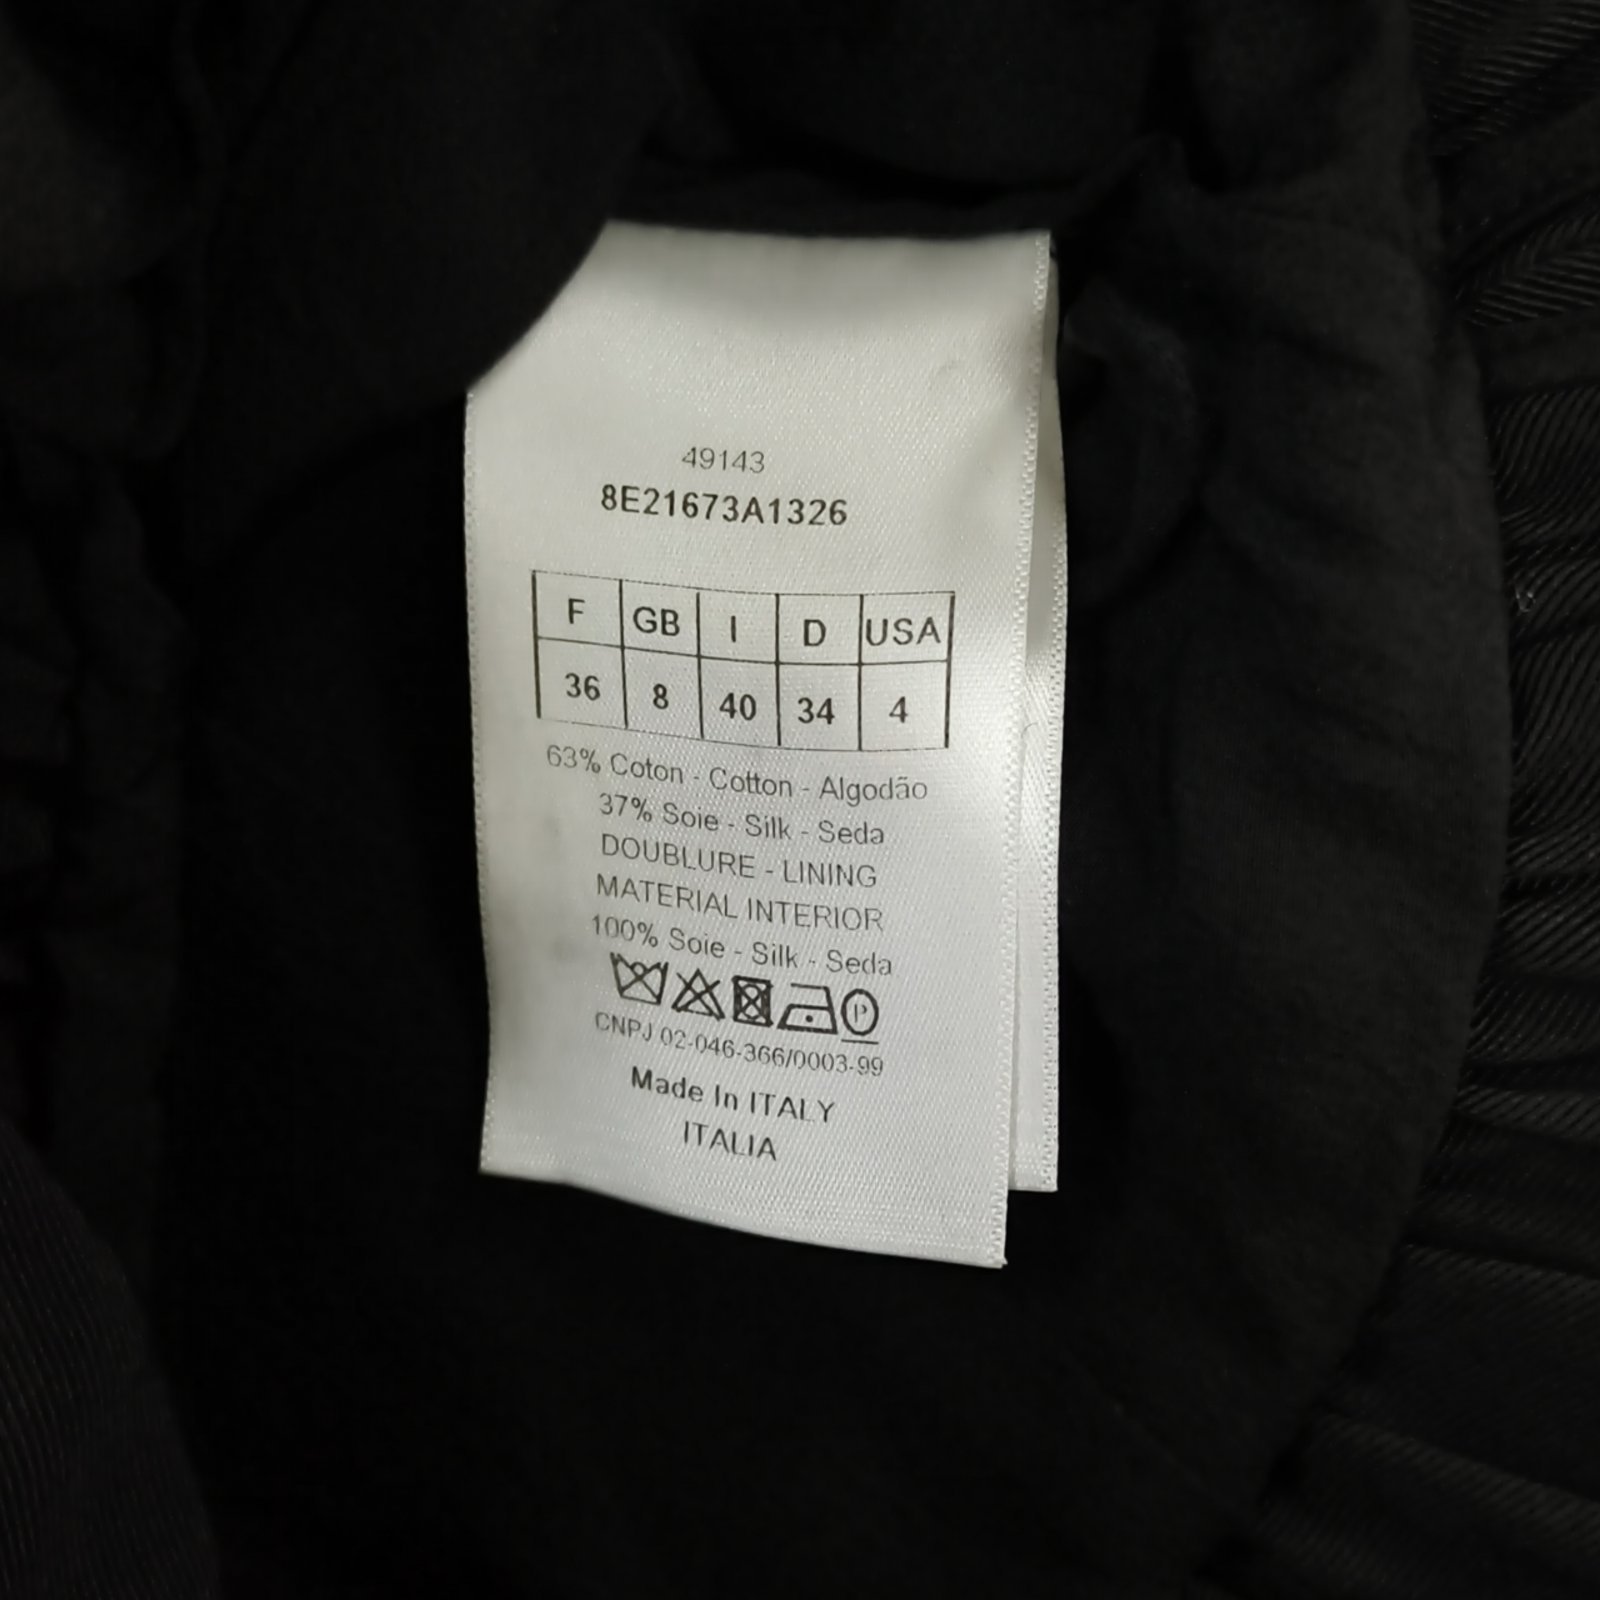 49143
8E21673A1326
F GB I D USA
36 8 40 34 4
63% Coton - Cotton - Algodão
37% Soie - Silk - Seda
DOUBLURE - LINING
MATERIAL INTERIOR
100% Soie - Silk - Seda
P
CNPJ 02-046-366/0003-99
Made In ITALY
ITALIA